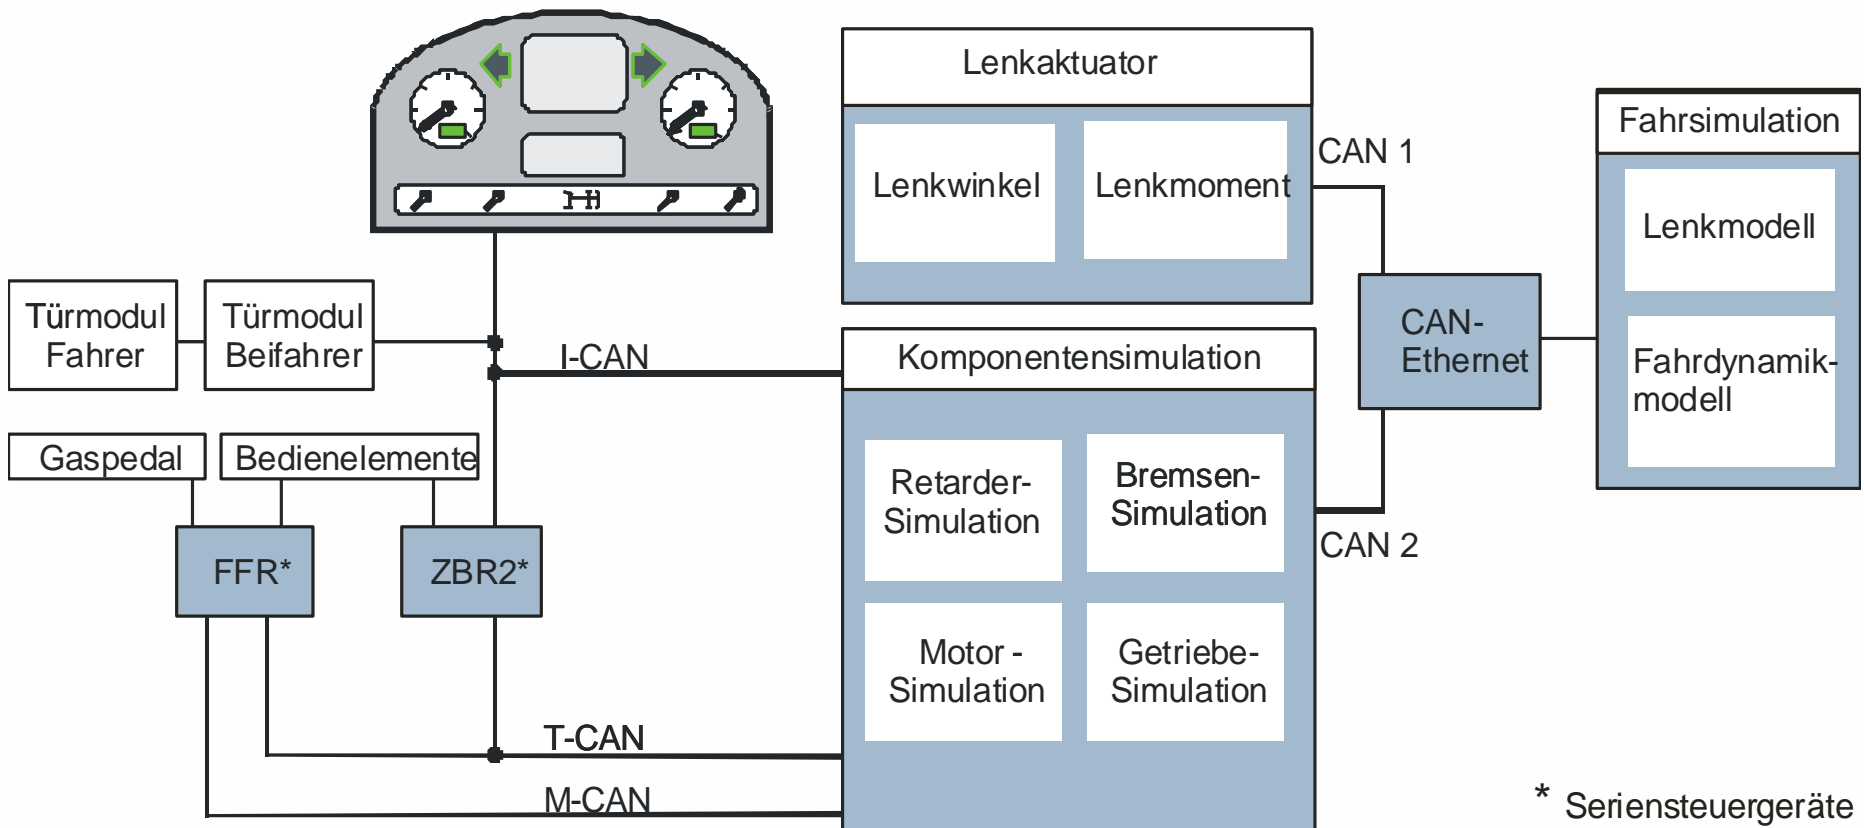 Lenkaktuator
Lenkwinkel
Lenkmoment
CAN 1
Fahrsimulation
Lenkmodell
Fahrdynamik-
modell
CAN-
Ethernet
Türmodul
Fahrer
Türmodul
Beifahrer
I-CAN
Komponentensimulation
Gaspedal
Bedienelemente
Retarder-
Simulation
Bremsen-
Simulation
CAN 2
FFR*
ZBR2*
Motor -
Simulation
Getriebe-
Simulation
T-CAN
M-CAN
* Seriensteuergeräte